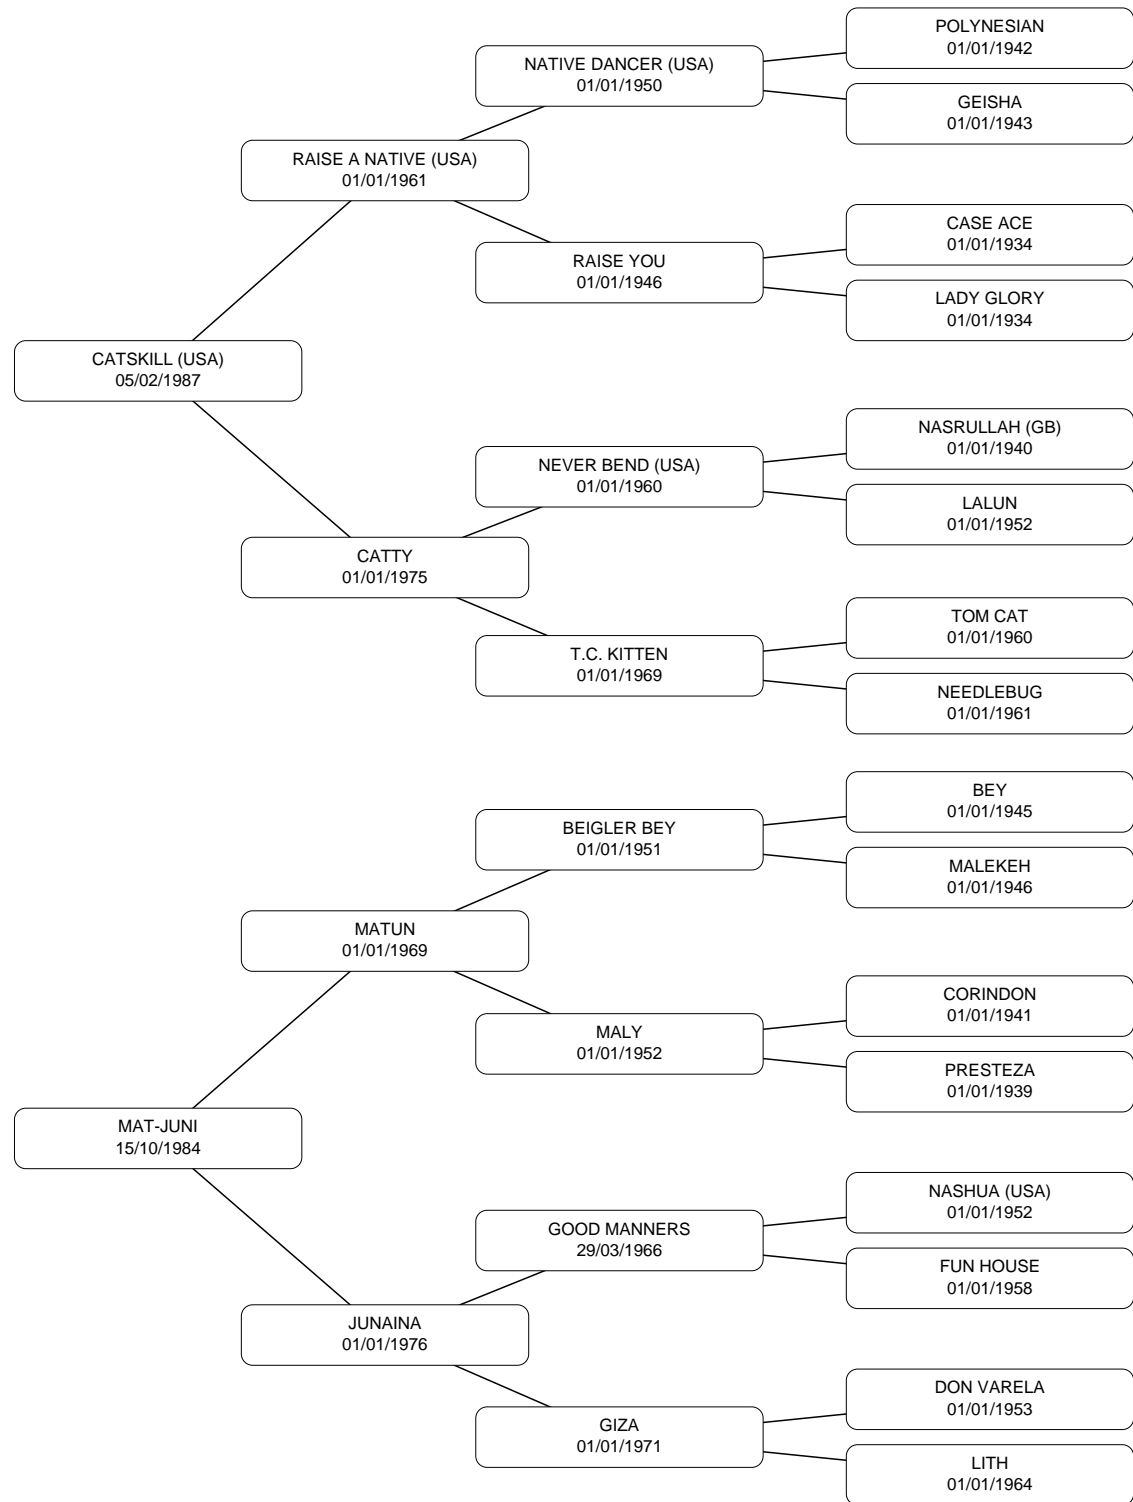 POLYNESIAN
01/01/1942
NATIVE DANCER (USA)
01/01/1950
GEISHA
01/01/1943
RAISE A NATIVE (USA)
01/01/1961
CASE ACE
01/01/1934
RAISE YOU
01/01/1946
LADY GLORY
01/01/1934
CATSKILL (USA)
05/02/1987
NASRULLAH (GB)
01/01/1940
NEVER BEND (USA)
01/01/1960
LALUN
01/01/1952
CATTY
01/01/1975
TOM CAT
01/01/1960
T.C. KITTEN
01/01/1969
NEEDLEBUG
01/01/1961
BEY
01/01/1945
BEIGLER BEY
01/01/1951
MALEKEH
01/01/1946
MATUN
01/01/1969
CORINDON
01/01/1941
MALY
01/01/1952
PRESTEZA
01/01/1939
MAT-JUNI
15/10/1984
NASHUA (USA)
01/01/1952
GOOD MANNERS
29/03/1966
FUN HOUSE
01/01/1958
JUNAINA
01/01/1976
DON VARELA
01/01/1953
GIZA
01/01/1971
LITH
01/01/1964